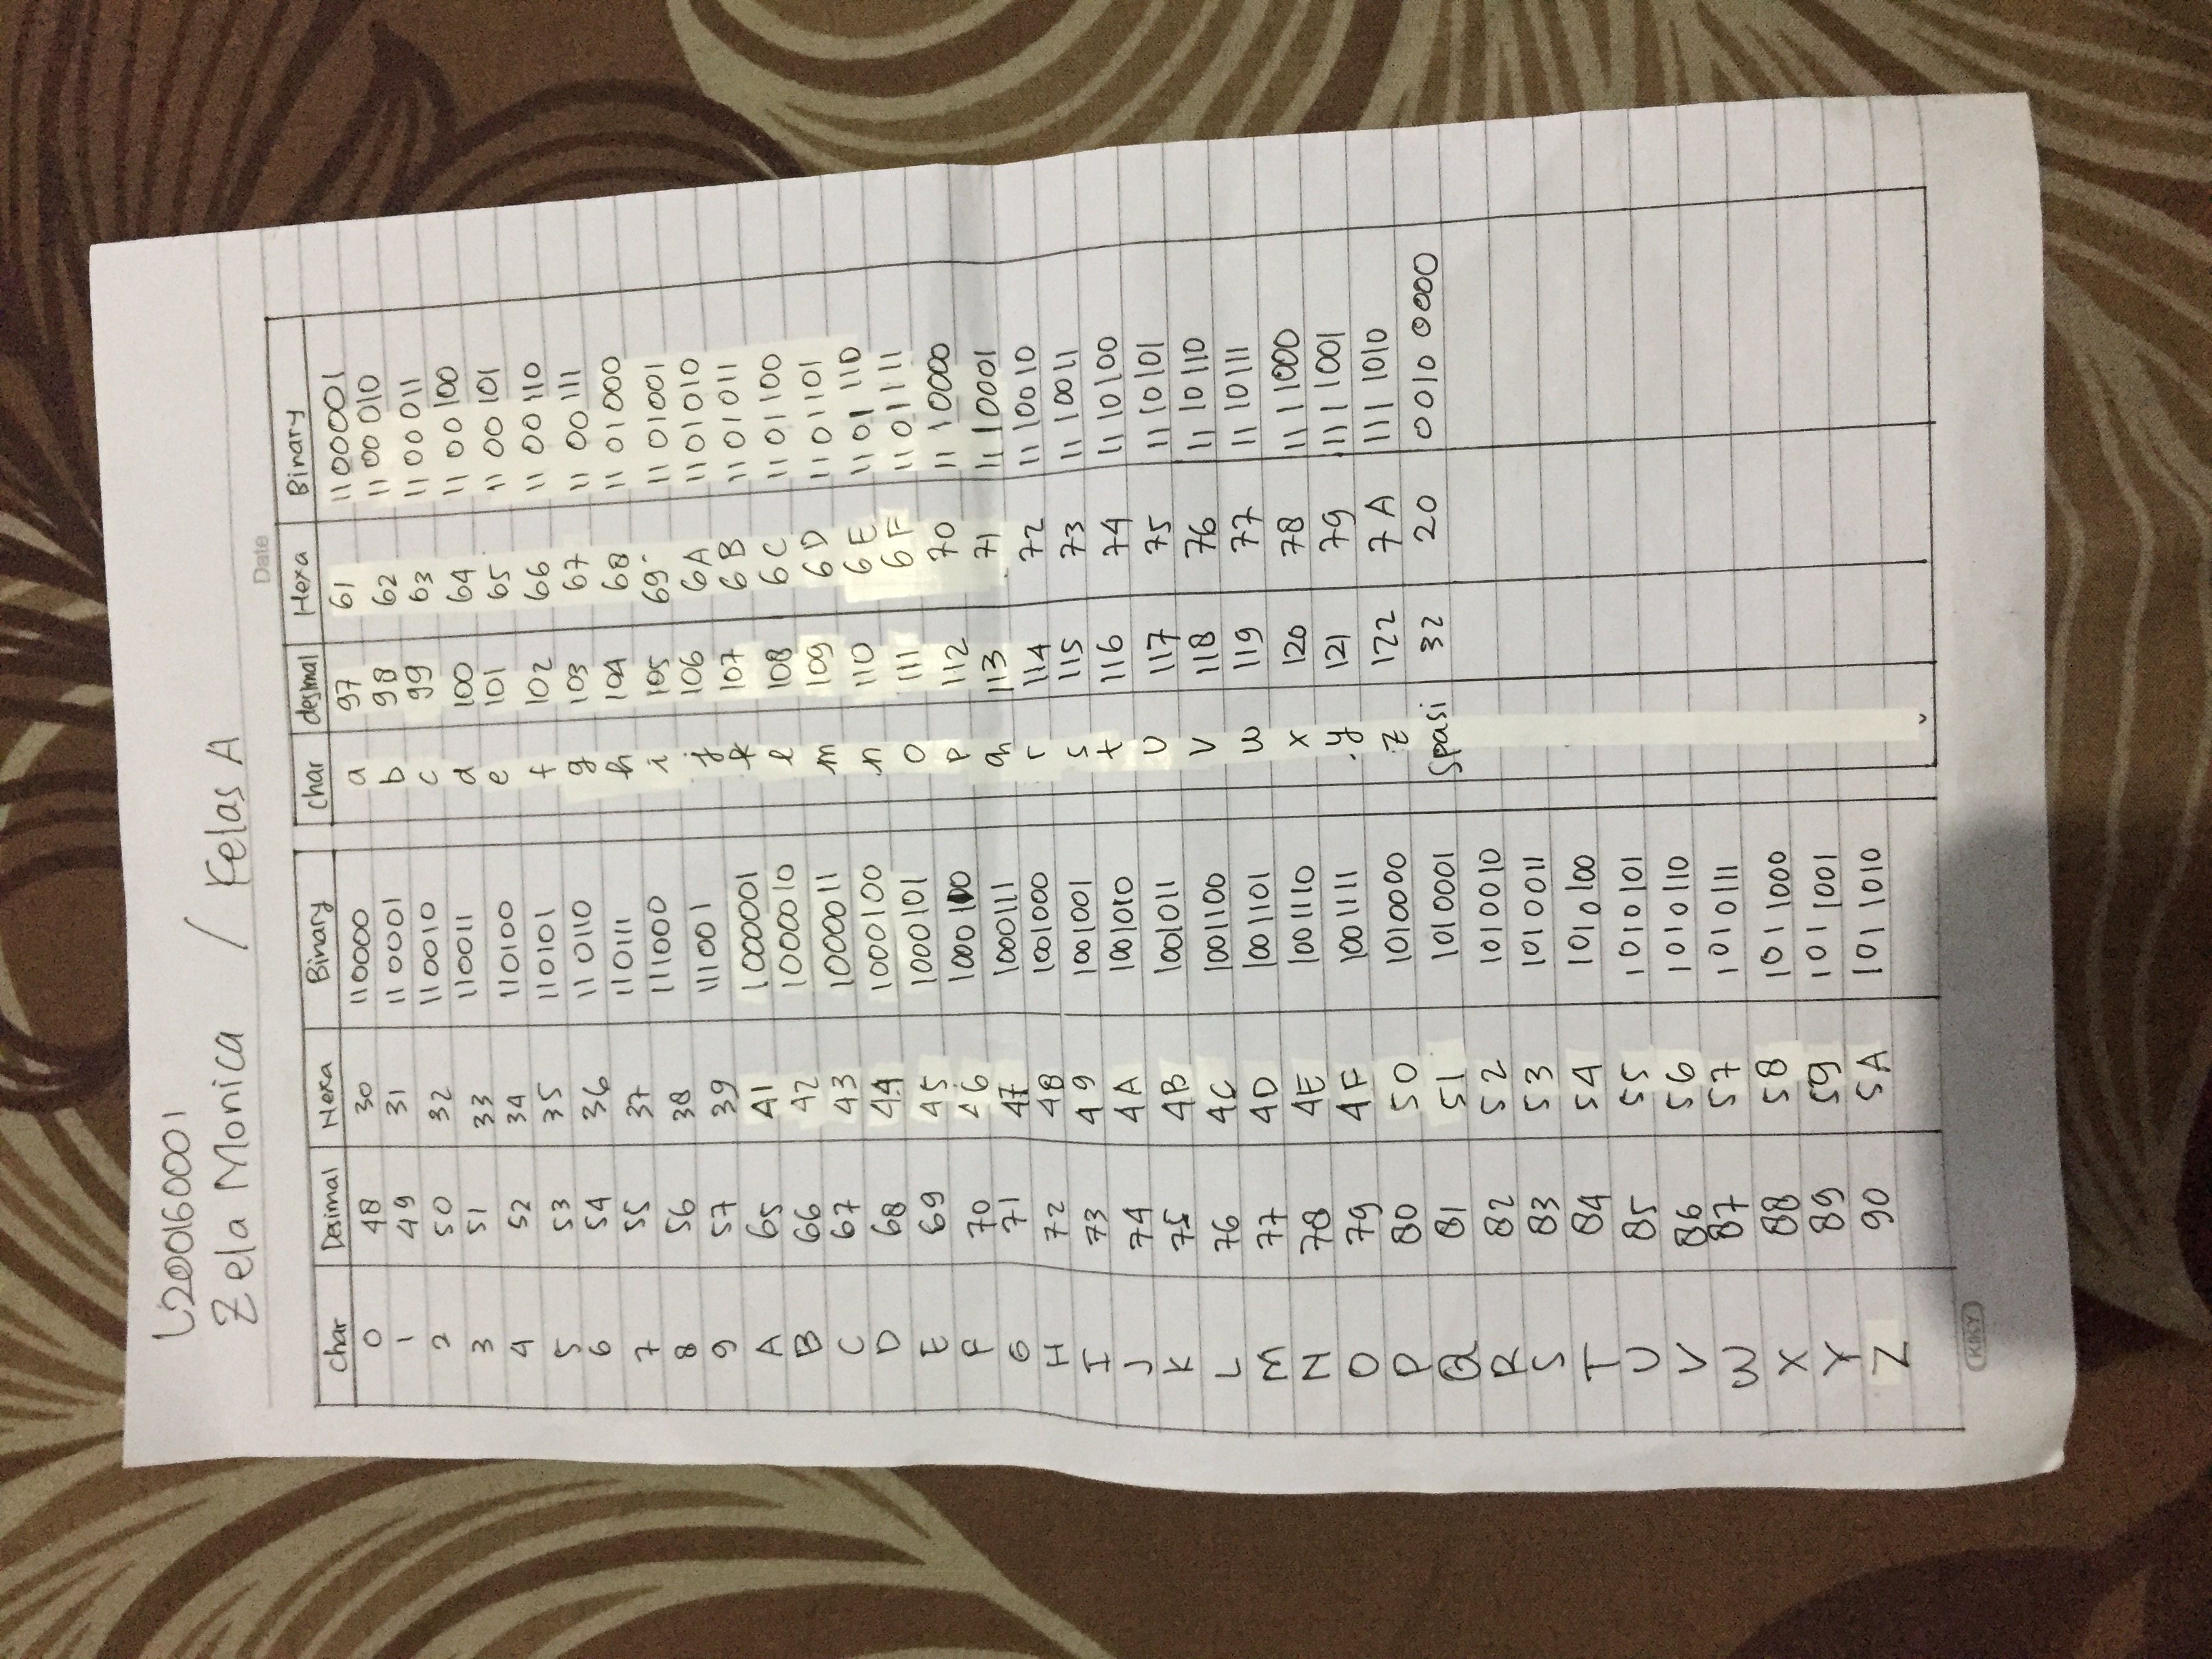 L200160001
Zela Monica / Kelas A
Date
Char Desimal Hexa Binary char desimal Hexa Binary
0 48 30 110000 a 97 61 1100001
1 49 31 110001 b 98 62 1100010
2 50 32 110010 c 99 63 1100011
3 51 33 110011 d 100 64 1100100
4 52 34 110100 e 101 65 1100101
5 53 35 110101 f 102 66 1100110
6 54 36 110110 g 103 67 1100111
7 55 37 110111 h 104 68 1101000
8 56 38 111000 i 105 69 1101001
9 57 39 111001 j 106 6A 1101010
A 65 41 1000001 k 107 6B 1101011
B 66 42 1000010 l 108 6C 1101100
C 67 43 1000011 m 109 6D 1101101
D 68 44 1000100 n 110 6E 1101110
E 69 45 1000101 o 111 6F 1101111
F 70 46 1000100 p 112 70 1110000
G 71 47 1000111 q 113 71 1110001
H 72 48 1001000 r 114 72 1110010
I 73 49 1001001 s 115 73 1110011
J 74 4A 1001010 t 116 74 1110100
K 75 4B 1001011 U 117 75 1110101
L 76 4C 1001100 V 118 76 1110110
M 77 4D 1001101 w 119 77 1110111
N 78 4E 1001110 x 120 78 1111000
O 79 4F 1001111 y 121 79 1111001
P 80 50 1010000 z 122 7A 1111010
Q 81 51 1010001 Spasi 32 20 0010 0000
R 82 52 1010010
S 83 53 1010011
T 84 54 1010100
U 85 55 1010101
V 86 56 1010110
W 87 57 1010111
X 88 58 1011000
Y 89 59 1011001
Z 90 5A 1011010
KIKY